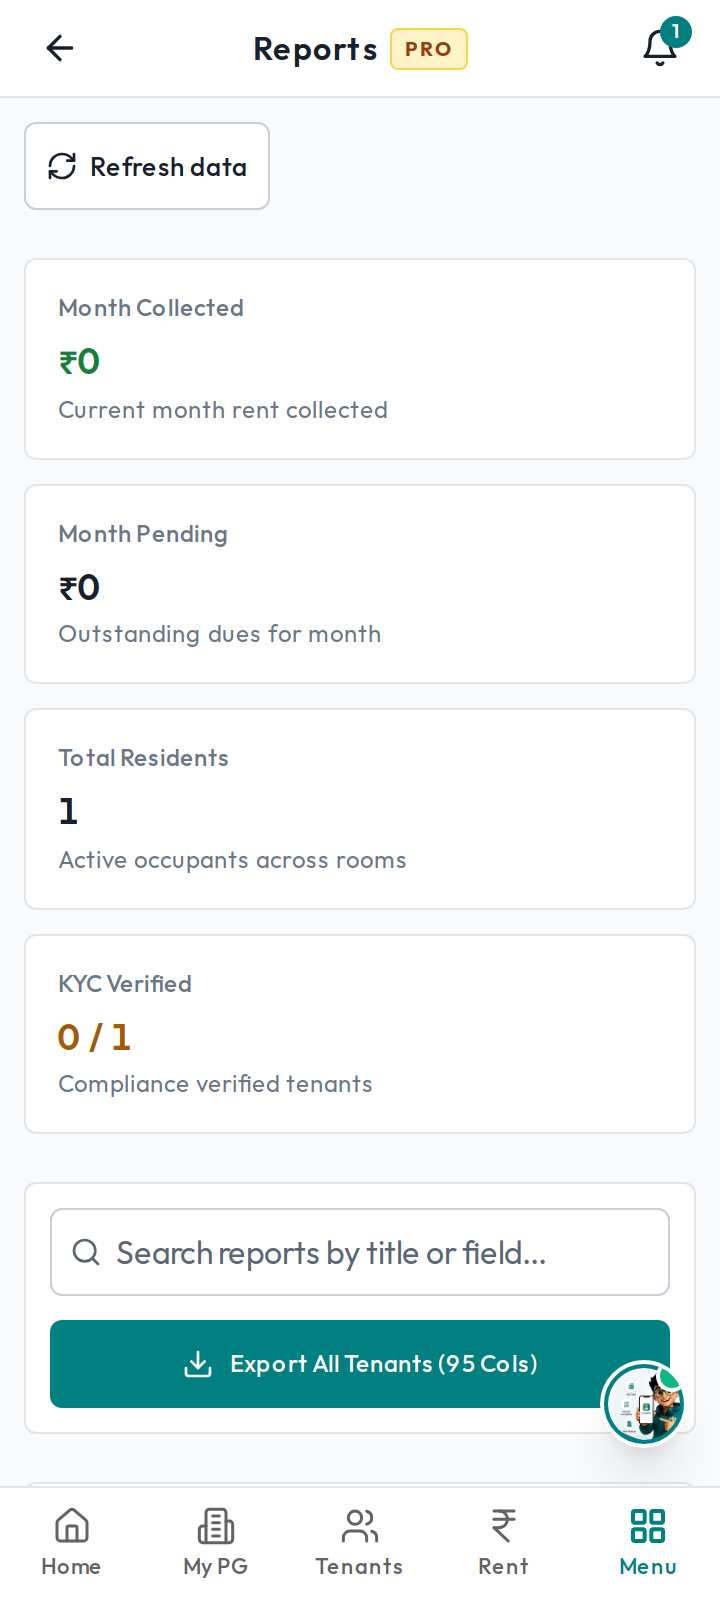 Reports PRO
1
Refresh data
Month Collected
₹0
Current month rent collected
Month Pending
₹0
Outstanding dues for month
Total Residents
1
Active occupants across rooms
KYC Verified
0 / 1
Compliance verified tenants
Search reports by title or field...
Export All Tenants (95 Cols)
Home My PG Tenants Rent Menu